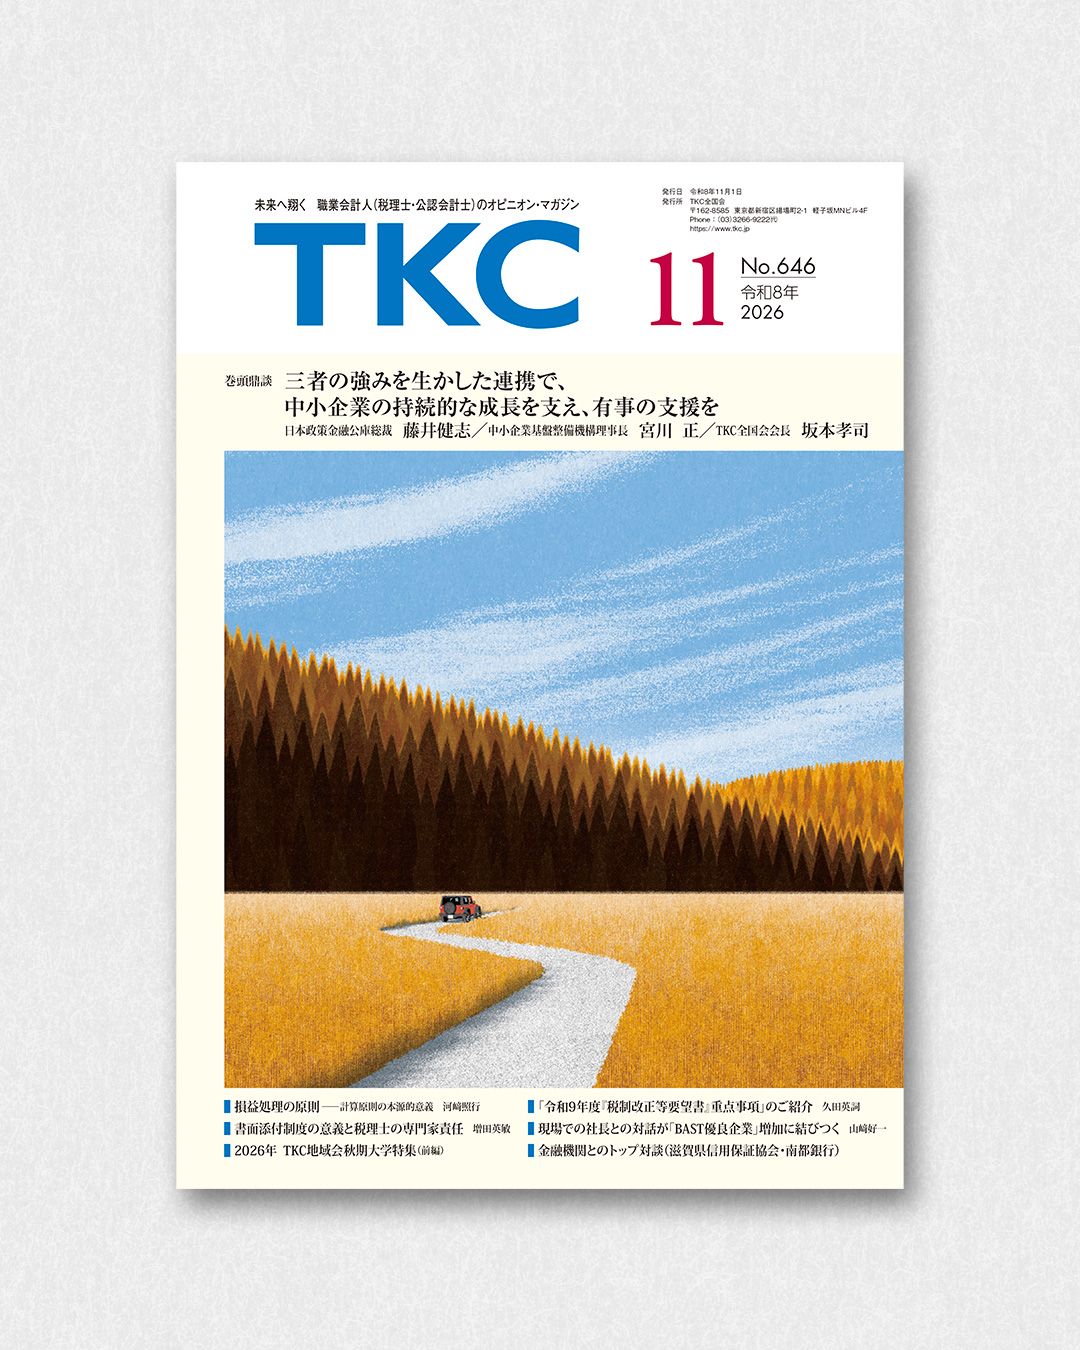 未来へ翔く 職業会計人(税理士・公認会計士)のオピニオン・マガジン
TKC
発行日 令和8年11月1日
発行所 TKC全国会
〒162-8585 東京都新宿区揚場町2-1 軽子坂MNビル4F
Phone:(03)3266-9222㈹
https://www.tkc.jp
11
No.646
令和8年
2026
巻頭鼎談 三者の強みを生かした連携で、
中小企業の持続的な成長を支え、有事の支援を
日本政策金融公庫総裁 藤井健志/中小企業基盤整備機構理事長 宮川 正/TKC全国会会長 坂本孝司
損益処理の原則――計算原則の本源的意義 河﨑照行
書面添付制度の意義と税理士の専門家責任 増田英敏
2026年 TKC地域会秋期大学特集(前編)
「令和9年度『税制改正等要望書』重点事項」のご紹介 久田英詞
現場での社長との対話が「BAST優良企業」増加に結びつく 山﨑好一
金融機関とのトップ対談(滋賀県信用保証協会・南都銀行)